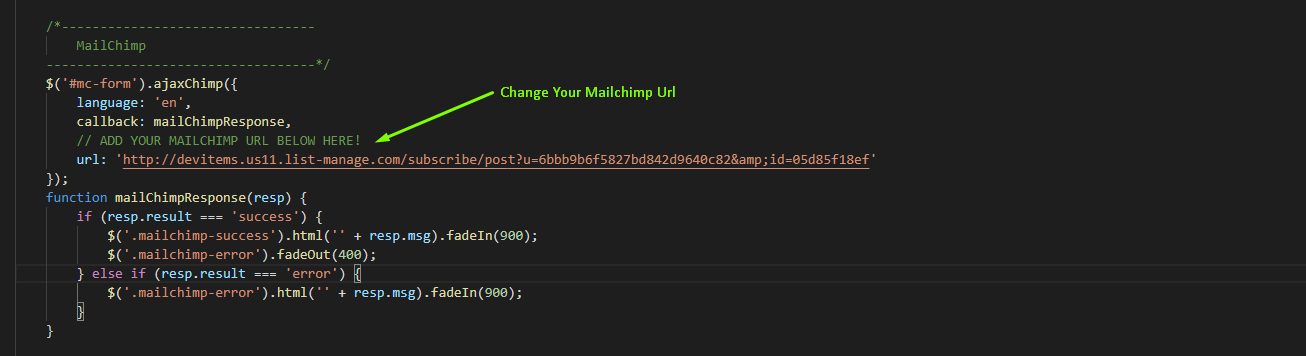 /*---------------------------------
MailChimp
-----------------------------------*/
$('#mc-form').ajaxChimp({
language: 'en',
callback: mailChimpResponse,
Change Your Mailchimp Url
// ADD YOUR MAILCHIMP URL BELOW HERE!
url: 'http://devitems.us11.list-manage.com/subscribe/post?u=6bbb9b6f5827bd842d9640c82&amp;id=05d85f18ef'
});
function mailChimpResponse(resp) {
if (resp.result === 'success') {
$('.mailchimp-success').html('' + resp.msg).fadeIn(900);
$('.mailchimp-error').fadeOut(400);
} else if (resp.result === 'error') {
$('.mailchimp-error').html('' + resp.msg).fadeIn(900);
}
}